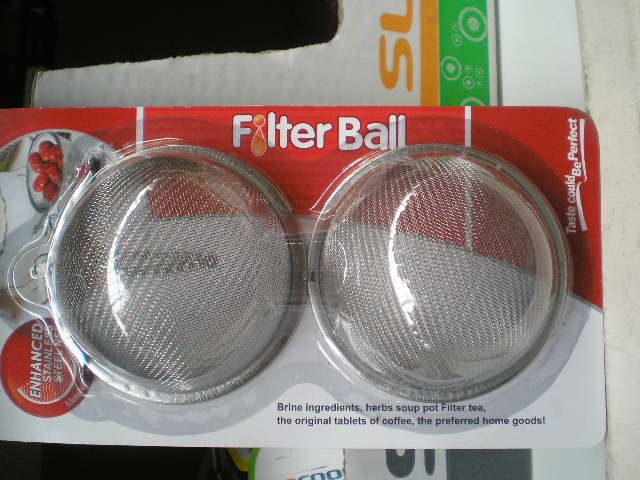 SL
Filter Ball
Taste could
Be Perfect
ENHANCED
STAINLESS
STEEL
Brine ingredients, herbs soup pot Filter tea,
the original tablets of coffee, the preferred home goods!